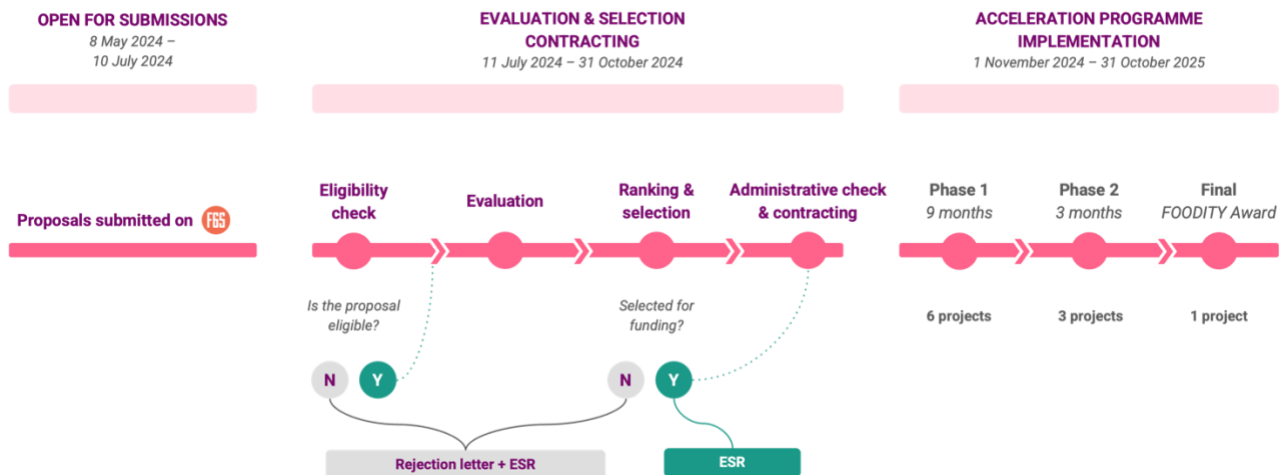 OPEN FOR SUBMISSIONS
8 May 2024 –
10 July 2024
EVALUATION & SELECTION
CONTRACTING
11 July 2024 – 31 October 2024
ACCELERATION PROGRAMME
IMPLEMENTATION
1 November 2024 – 31 October 2025
Proposals submitted on F6S
Eligibility
check
Evaluation
Ranking &
selection
Administrative check
& contracting
Phase 1
9 months
Phase 2
3 months
Final
FOODITY Award
Is the proposal
eligible?
N
Y
Selected for
funding?
N
Y
6 projects
3 projects
1 project
Rejection letter + ESR
ESR